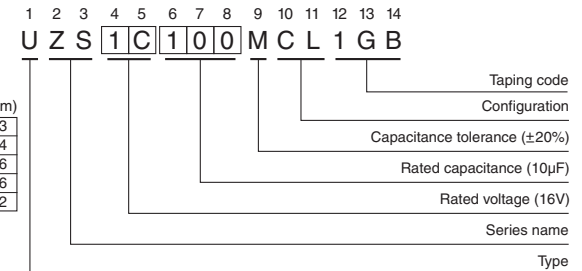 1 2 3 4 5 6 7 8 9 10 11 12 13 14
U Z S 1 C 1 0 0 M C L 1 G B
Taping code
Configuration
Capacitance tolerance (±20%)
Rated capacitance (10µF)
Rated voltage (16V)
Series name
Type
m)
3
4
6
6
2